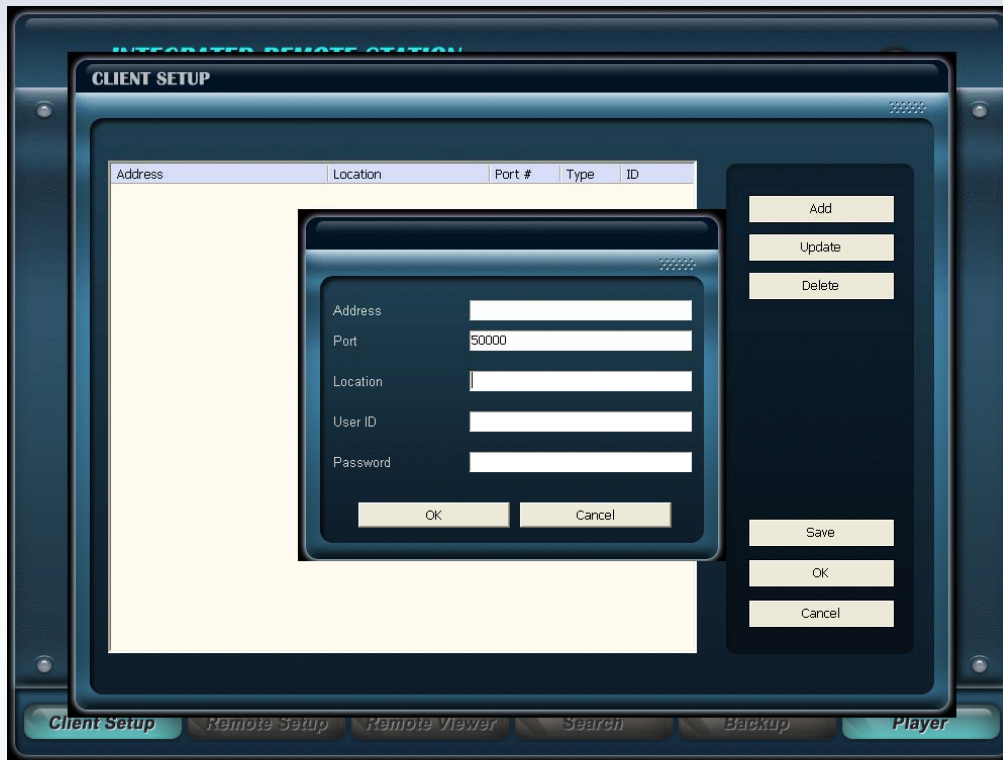 INTEGRATED REMOTE STATION
CLIENT SETUP
Address Location Port # Type ID
Add
Update
Delete
Address
Port 50000
Location
User ID
Password
OK Cancel
Save
OK
Cancel
Client Setup Remote Setup Remote Viewer Search Backup Player